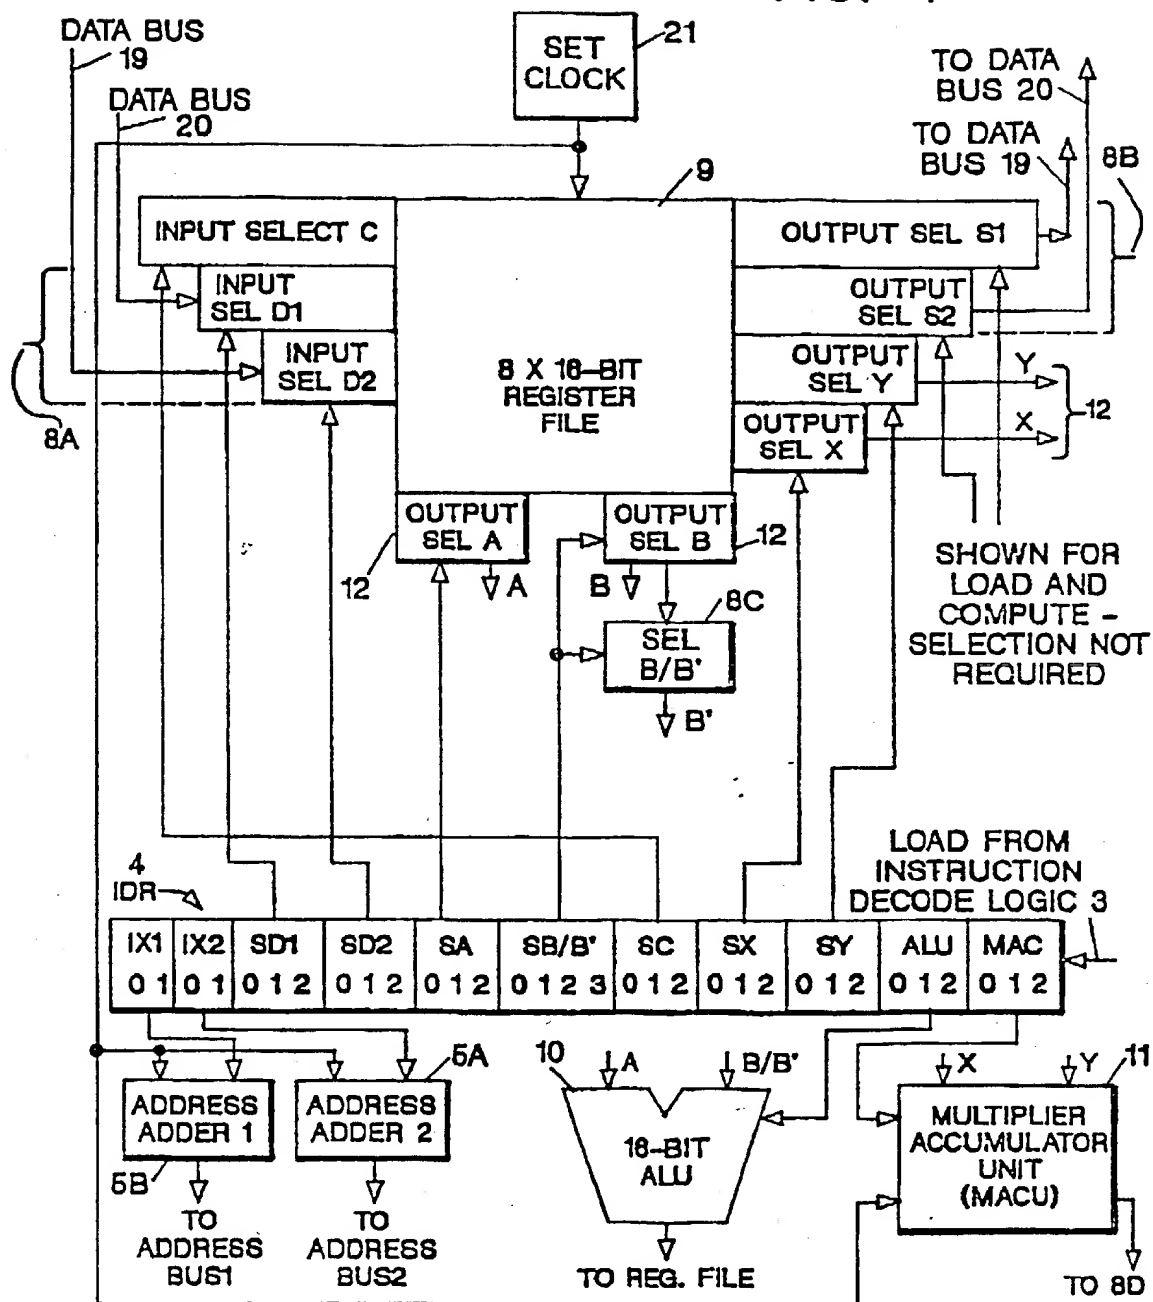 DATA BUS
19
DATA BUS
20
SET
CLOCK
21
TO DATA
BUS 20
TO DATA
BUS 19
8B
9
INPUT SELECT C
INPUT
SEL D1
INPUT
SEL D2
8A
8 X 16-BIT
REGISTER
FILE
OUTPUT SEL S1
OUTPUT
SEL S2
OUTPUT
SEL Y
OUTPUT
SEL X
Y
X
12
OUTPUT
SEL A
12
A
OUTPUT
SEL B
12
B
8C
SEL
B/B'
B'
SHOWN FOR
LOAD AND
COMPUTE -
SELECTION NOT
REQUIRED
4
IDR
LOAD FROM
INSTRUCTION
DECODE LOGIC 3
IX1 IX2 SD1 SD2 SA SB/B' SC SX SY ALU MAC
0 1 0 1 0 1 2 0 1 2 0 1 2 0 1 2 3 0 1 2 0 1 2 0 1 2 0 1 2 0 1 2
5A
ADDRESS
ADDER 1
ADDRESS
ADDER 2
5B
TO
ADDRESS
BUS1
TO
ADDRESS
BUS2
10
A
B/B'
16-BIT
ALU
TO REG. FILE
X
Y
11
MULTIPLIER
ACCUMULATOR
UNIT
(MACU)
TO 8D